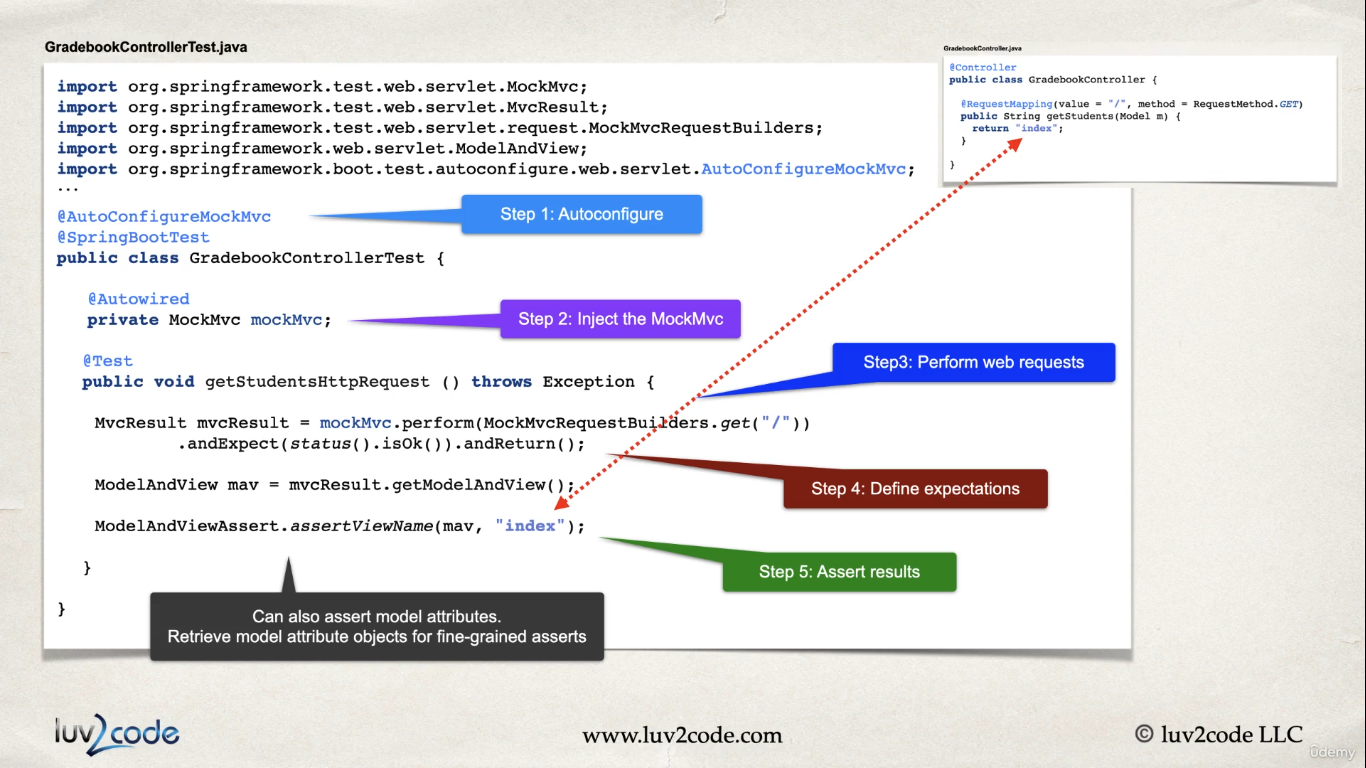 GradebookControllerTest.java
import org.springframework.test.web.servlet.MockMvc;
import org.springframework.test.web.servlet.MvcResult;
import org.springframework.test.web.servlet.request.MockMvcRequestBuilders;
import org.springframework.web.servlet.ModelAndView;
import org.springframework.boot.test.autoconfigure.web.servlet.AutoConfigureMockMvc;
...
@AutoConfigureMockMvc
Step 1: Autoconfigure
@SpringBootTest
public class GradebookControllerTest {
@Autowired
private MockMvc mockMvc;
Step 2: Inject the MockMvc
@Test
public void getStudentsHttpRequest () throws Exception {
Step3: Perform web requests
MvcResult mvcResult = mockMvc.perform(MockMvcRequestBuilders.get("/"))
.andExpect(status().isOk()).andReturn();
Step 4: Define expectations
ModelAndView mav = mvcResult.getModelAndView();
ModelAndViewAssert.assertViewName(mav, "index");
Step 5: Assert results
}
}
Can also assert model attributes.
Retrieve model attribute objects for fine-grained asserts
GradebookController.java
@Controller
public class GradebookController {
@RequestMapping(value = "/", method = RequestMethod.GET)
public String getStudents(Model m) {
return "index";
}
}
luv2code
www.luv2code.com
© luv2code LLC
ûdemy